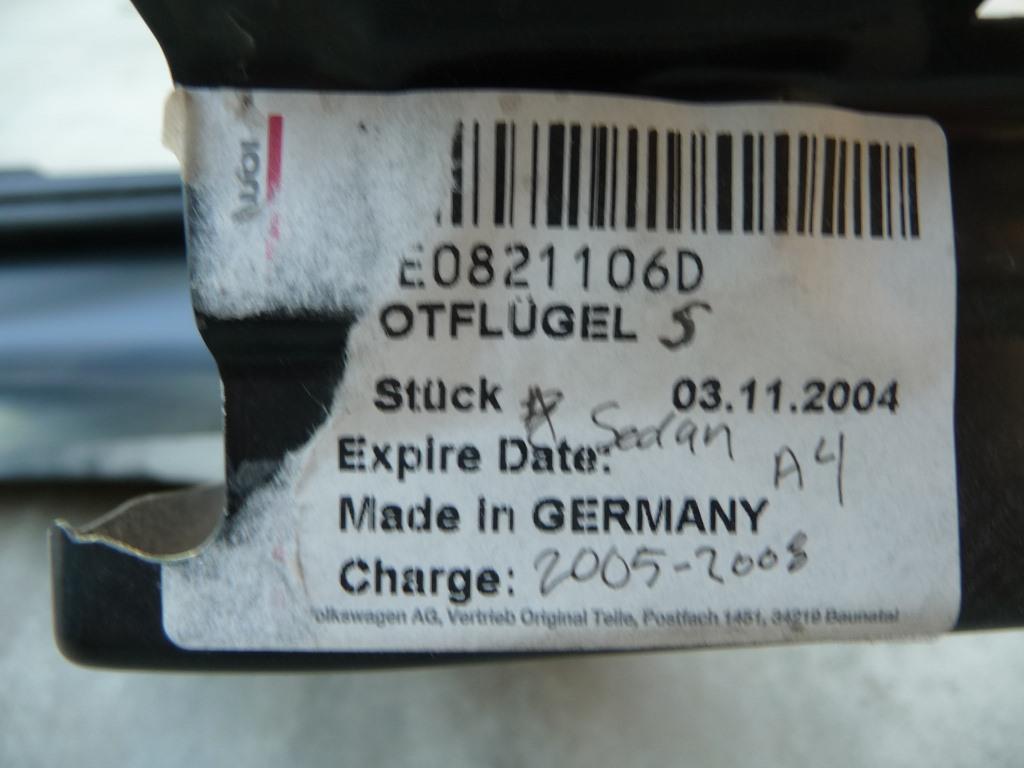 E0821106D
OTFLÜGEL 5
Stück 03.11.2004
Sedan
Expire Date:
A4
Made in GERMANY
Charge: 2005-2008
olkswagen AG, Vertrieb Original Teile, Postfach 1451, 34219 Baunatal